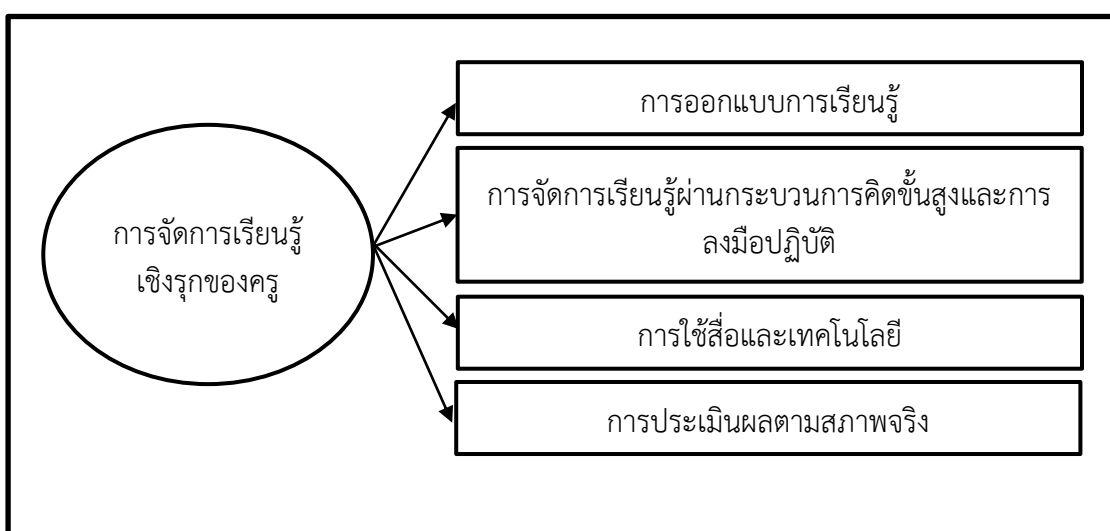 การออกแบบการเรียนรู้
การจัดการเรียนรู้ผ่านกระบวนการคิดขั้นสูงและการ
ลงมือปฏิบัติ
การจัดการเรียนรู้
เชิงรุกของครู
การใช้สื่อและเทคโนโลยี
การประเมินผลตามสภาพจริง